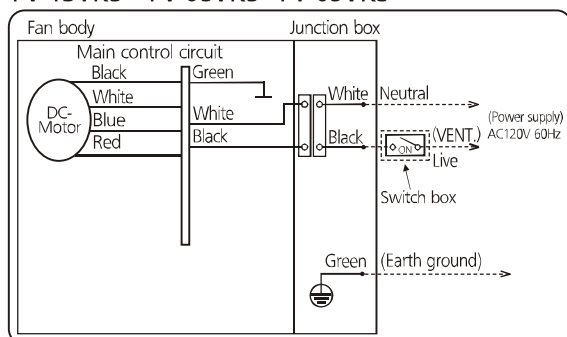 Fan body
Junction box
Main control circuit
Black
Green
White
White
White
Neutral
DC-
Motor
Blue
(Power supply)
AC120V 60Hz
Black
Black
(VENT.)
Red
ON
Live
Switch box
Green
(Earth ground)